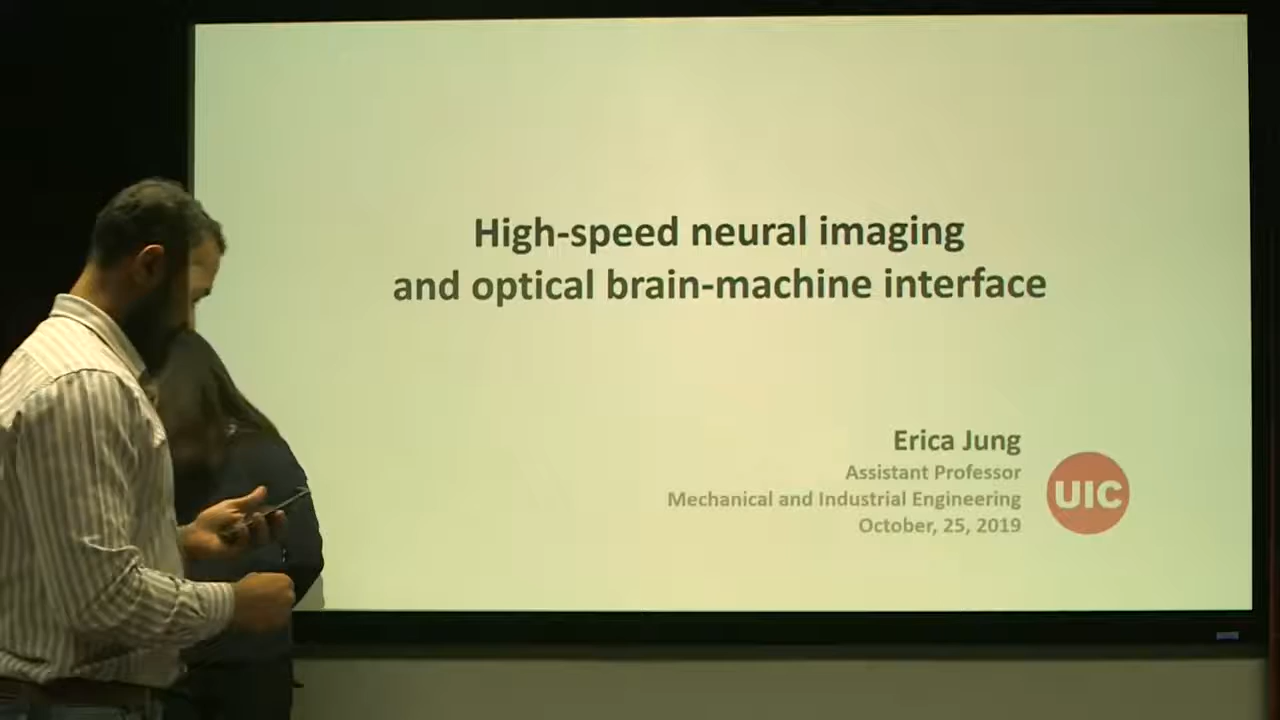 High-speed neural imaging
and optical brain-machine interface
Erica Jung
Assistant Professor
Mechanical and Industrial Engineering
October, 25, 2019
UIC